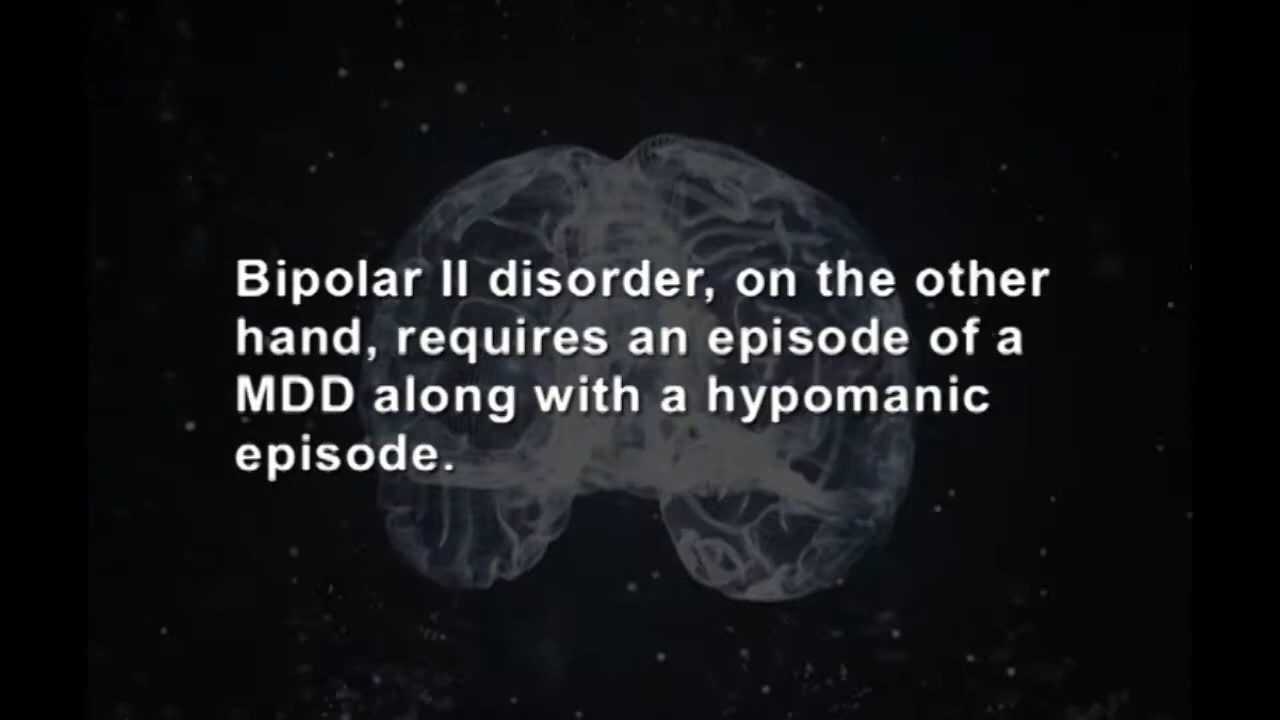 Bipolar II disorder, on the other
hand, requires an episode of a
MDD along with a hypomanic
episode.